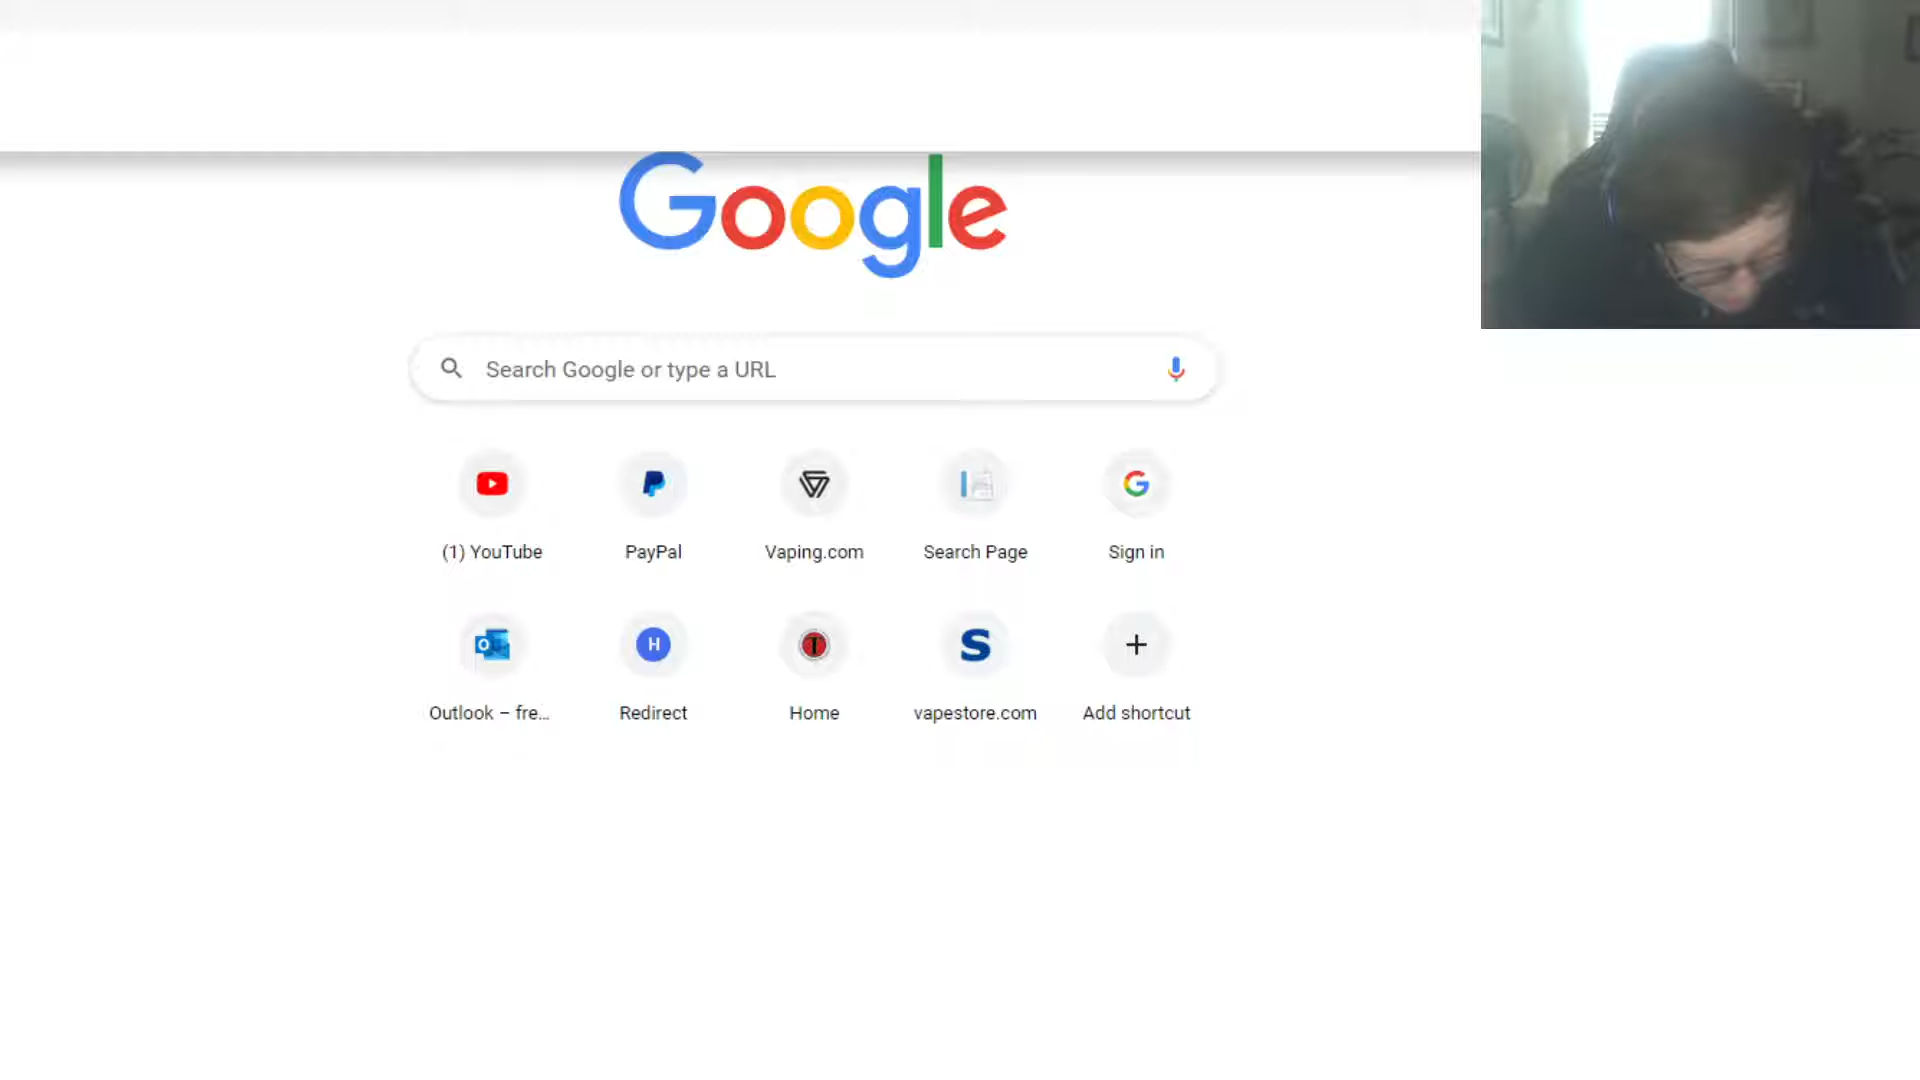 Google
Search Google or type a URL
(1) YouTube
PayPal
Vaping.com
Search Page
Sign in
Outlook – fre...
Redirect
Home
vapestore.com
Add shortcut